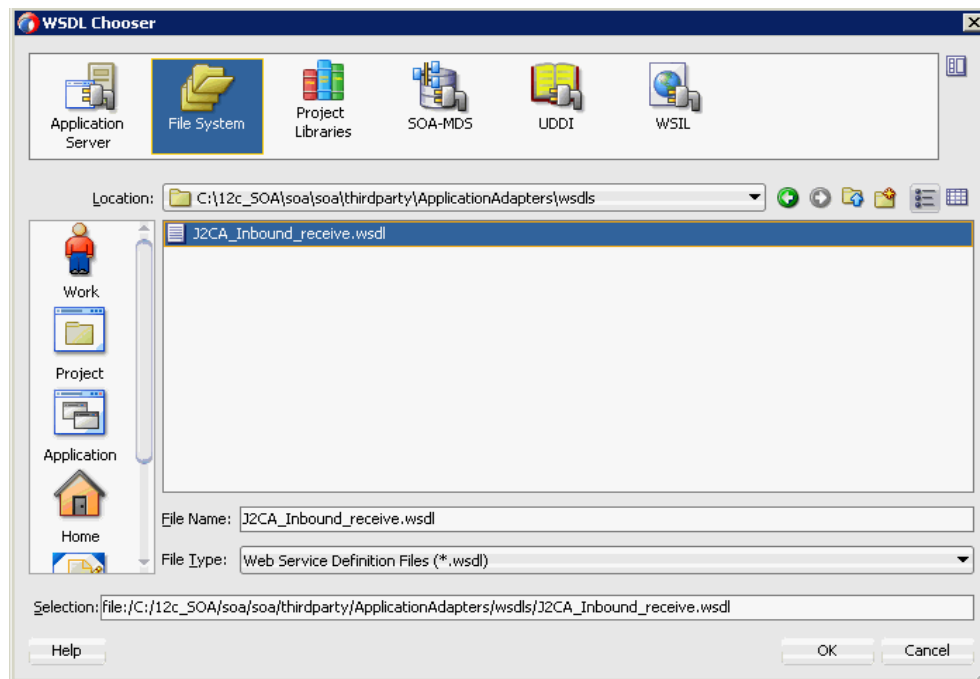 WSDL Chooser
Application
Server
File System
Project
Libraries
SOA-MDS
UDDI
WSIL
Location:
C:\12c_SOA\soa\soa\thirdparty\ApplicationAdapters\wsdls
J2CA_Inbound_receive.wsdl
Work
Project
Application
Home
File Name:
J2CA_Inbound_receive.wsdl
File Type:
Web Service Definition Files (*.wsdl)
Selection:
file:/C:/12c_SOA/soa/soa/thirdparty/ApplicationAdapters/wsdls/J2CA_Inbound_receive.wsdl
Help
OK
Cancel